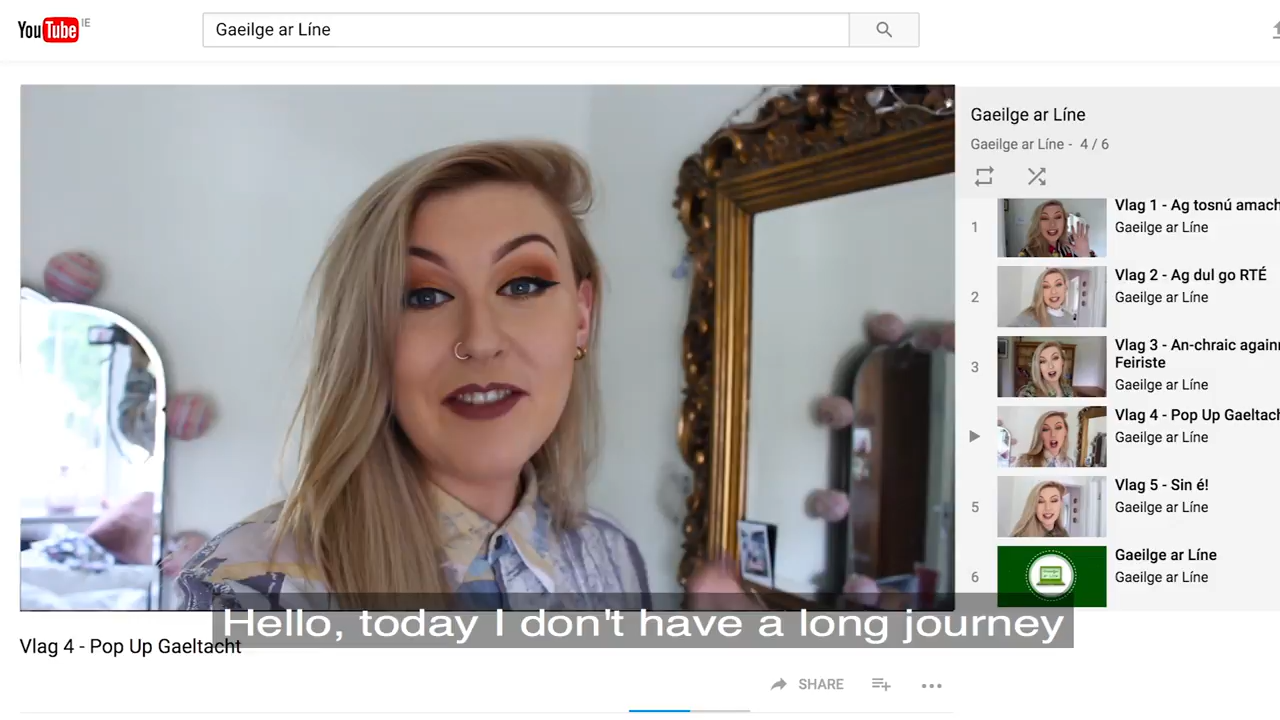 YouTube IE
Gaeilge ar Líne
Gaeilge ar Líne
Gaeilge ar Líne - 4 / 6
1
Vlag 1 - Ag tosnú amach
Gaeilge ar Líne
2
Vlag 2 - Ag dul go RTÉ
Gaeilge ar Líne
3
Vlag 3 - An-chraic againn
Feiriste
Gaeilge ar Líne
Vlag 4 - Pop Up Gaeltacht
Gaeilge ar Líne
5
Vlag 5 - Sin é!
Gaeilge ar Líne
6
Gaeilge ar Líne
Gaeilge ar Líne
Hello, today I don't have a long journey
Vlag 4 - Pop Up Gaeltacht
SHARE